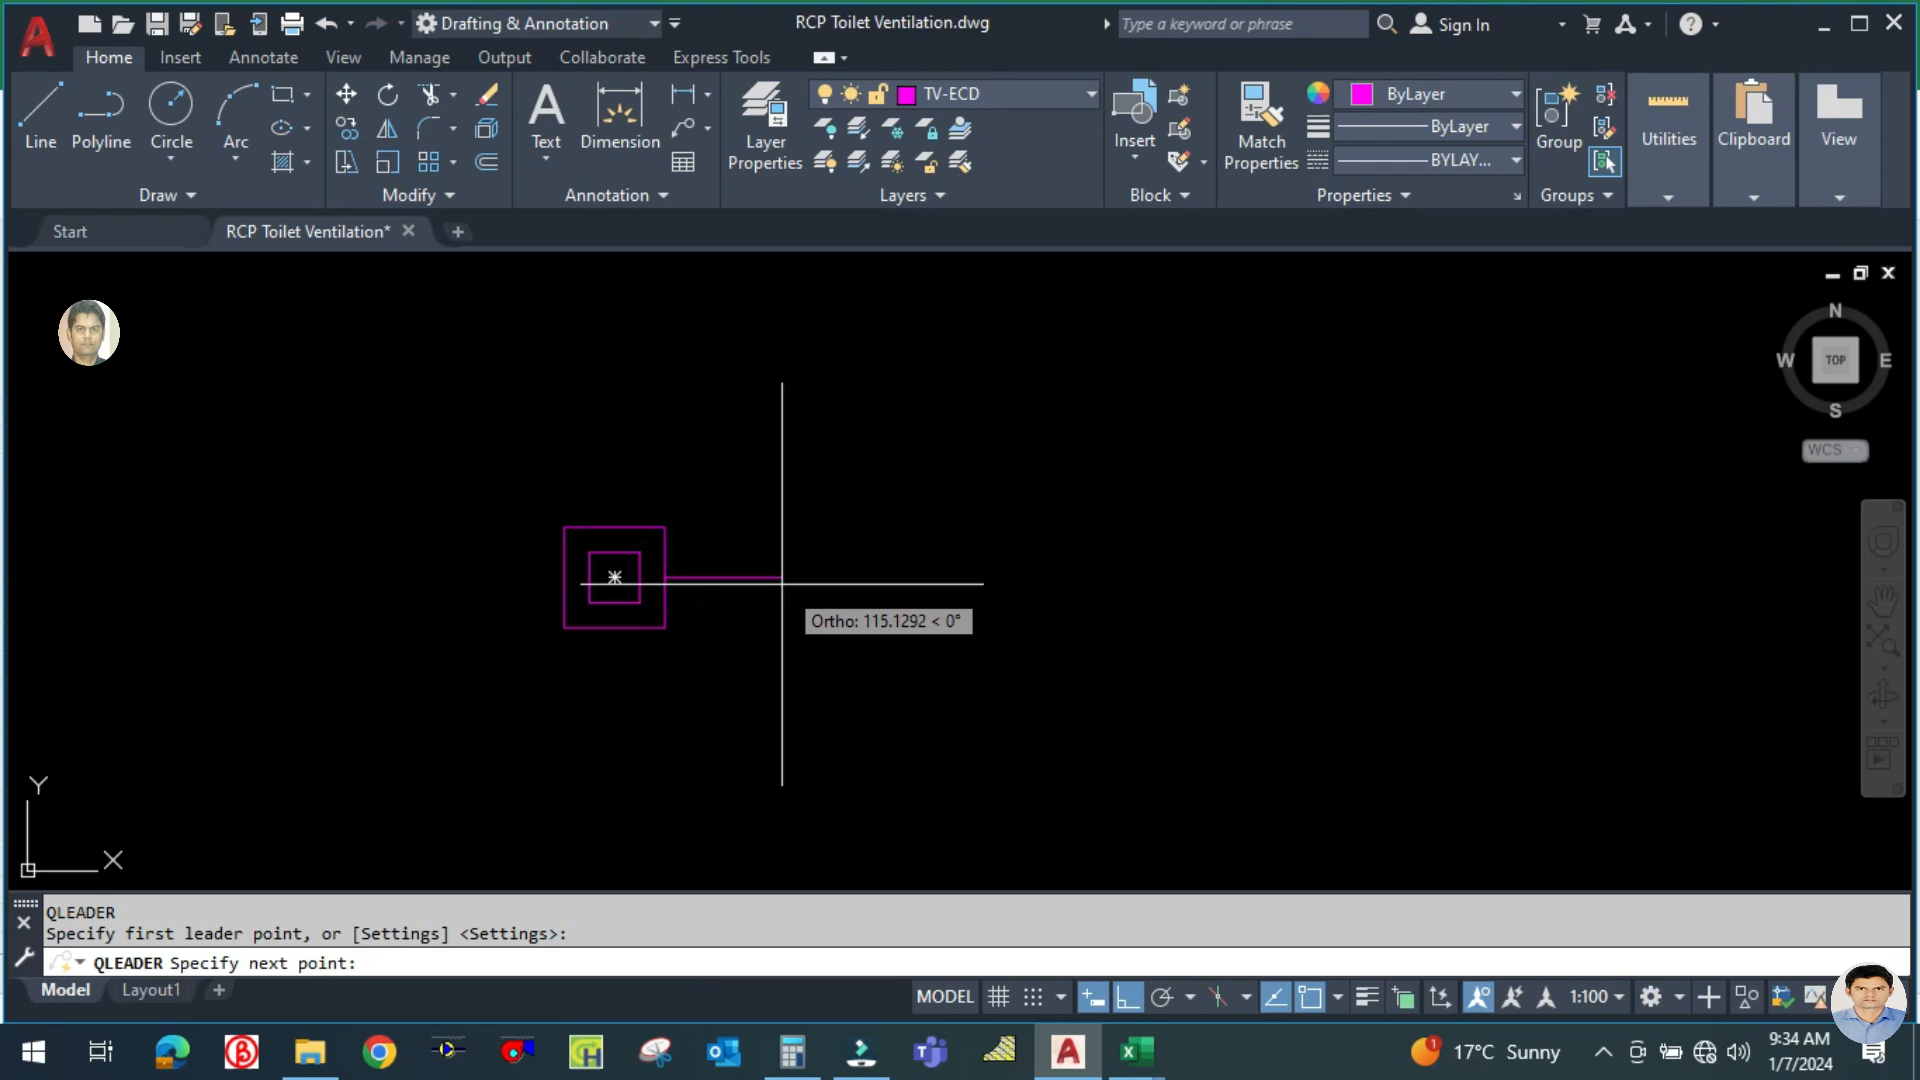 Drafting & Annotation
RCP Toilet Ventilation.dwg
Type a keyword or phrase
Sign In
Home
Insert
Annotate
View
Manage
Output
Collaborate
Express Tools
Line
Polyline
Circle
Arc
Draw
Modify
Text
Dimension
Annotation
Layer
Properties
TV-ECD
Layers
Insert
Block
Match
Properties
ByLayer
ByLayer
BYLAY...
Properties
Group
Groups
Utilities
Clipboard
View
Start
RCP Toilet Ventilation*
N
W
TOP
E
S
WCS
Ortho: 115.1292 < 0°
Y
X
QLEADER
Specify first leader point, or [Settings] <Settings>:
QLEADER Specify next point:
Model
Layout1
MODEL
1:100
17°C Sunny
9:34 AM
1/7/2024